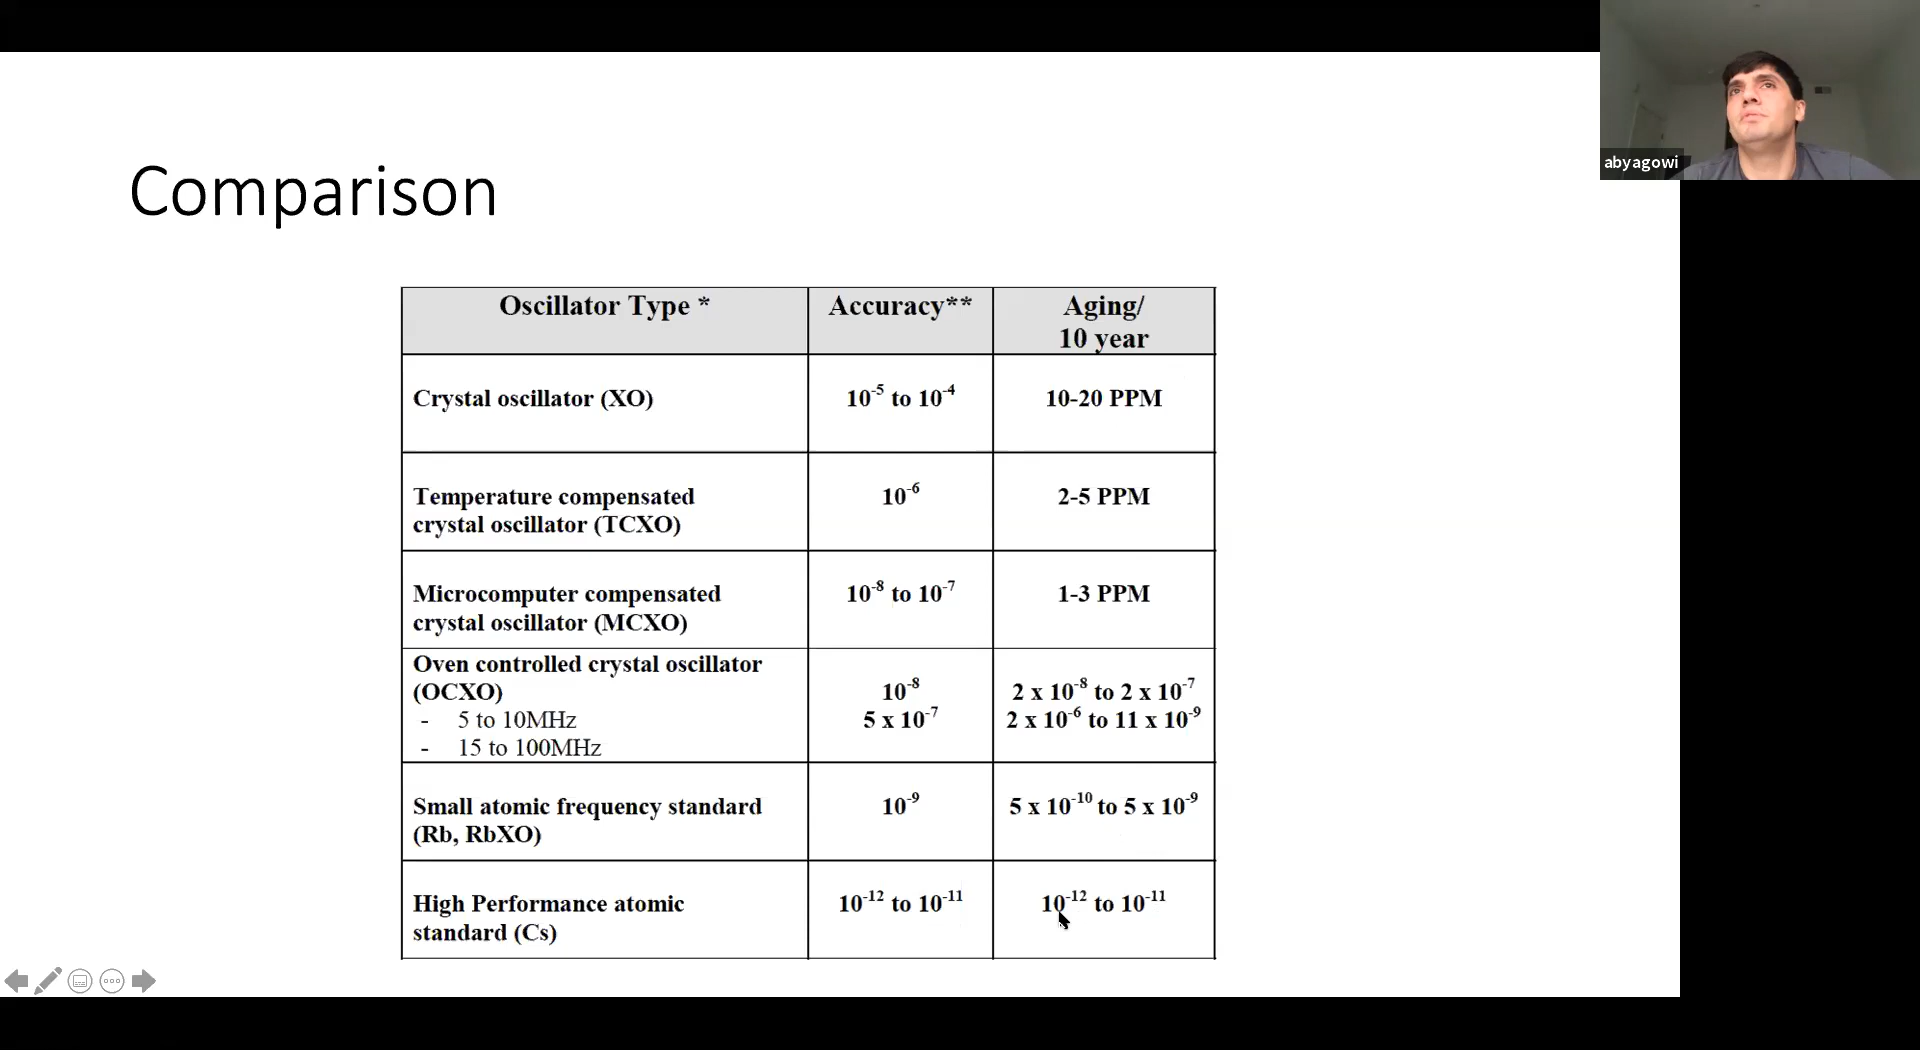 abyagowi
Comparison
Oscillator Type * Accuracy** Aging/
10 year
Crystal oscillator (XO) 10⁻⁵ to 10⁻⁴ 10-20 PPM
Temperature compensated 10⁻⁶ 2-5 PPM
crystal oscillator (TCXO)
Microcomputer compensated 10⁻⁸ to 10⁻⁷ 1-3 PPM
crystal oscillator (MCXO)
Oven controlled crystal oscillator
(OCXO) 10⁻⁸ 2 x 10⁻⁸ to 2 x 10⁻⁷
- 5 to 10MHz 5 x 10⁻⁷ 2 x 10⁻⁶ to 11 x 10⁻⁹
- 15 to 100MHz
Small atomic frequency standard 10⁻⁹ 5 x 10⁻¹⁰ to 5 x 10⁻⁹
(Rb, RbXO)
High Performance atomic 10⁻¹² to 10⁻¹¹ 10⁻¹² to 10⁻¹¹
standard (Cs)